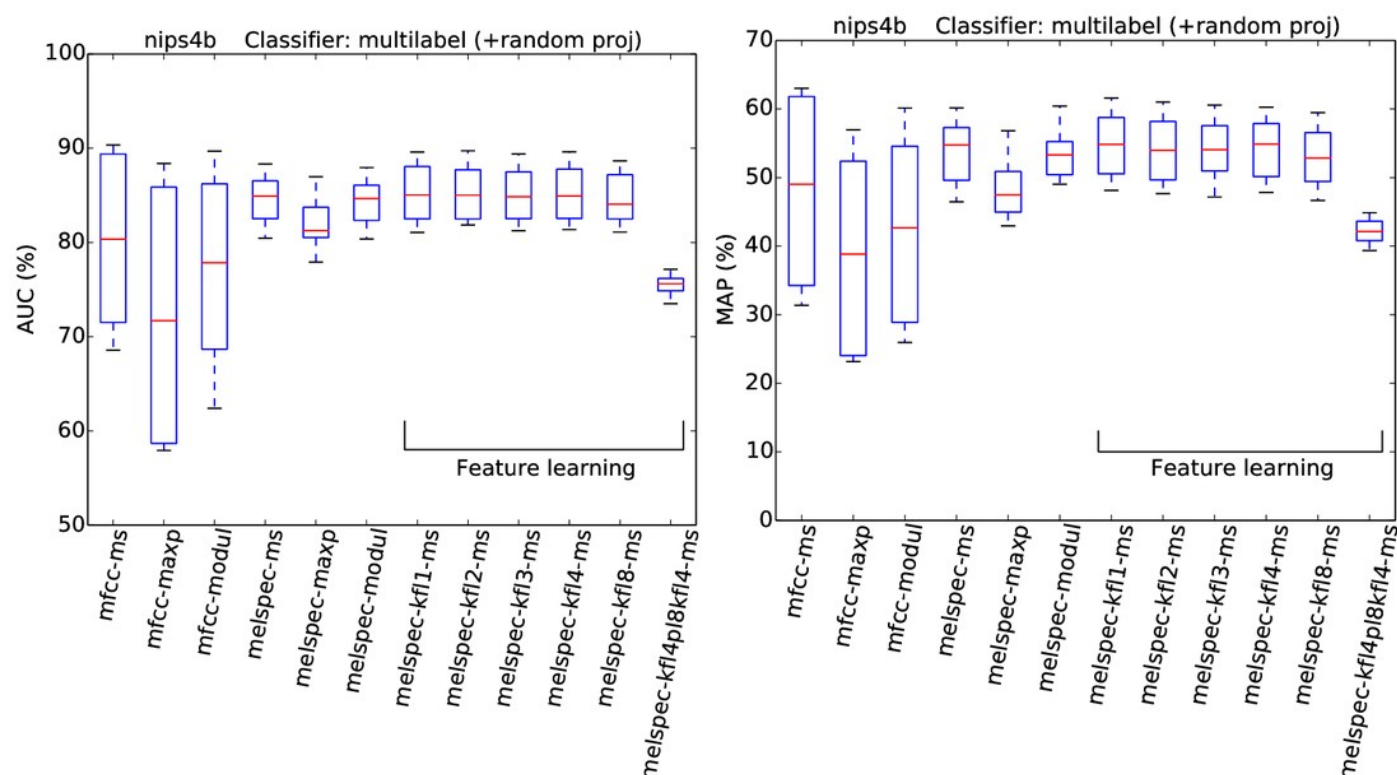 nips4b Classifier: multilabel (+random proj)
100
90
80
70
60
50
AUC (%)
Feature learning
mfcc-ms
mfcc-maxp
mfcc-modul
melspec-ms
melspec-maxp
melspec-modul
melspec-kfl1-ms
melspec-kfl2-ms
melspec-kfl3-ms
melspec-kfl4-ms
melspec-kfl8-ms
melspec-kfl4pl8kfl4-ms
nips4b Classifier: multilabel (+random proj)
70
60
50
40
30
20
10
0
MAP (%)
Feature learning
mfcc-ms
mfcc-maxp
mfcc-modul
melspec-ms
melspec-maxp
melspec-modul
melspec-kfl1-ms
melspec-kfl2-ms
melspec-kfl3-ms
melspec-kfl4-ms
melspec-kfl8-ms
melspec-kfl4pl8kfl4-ms